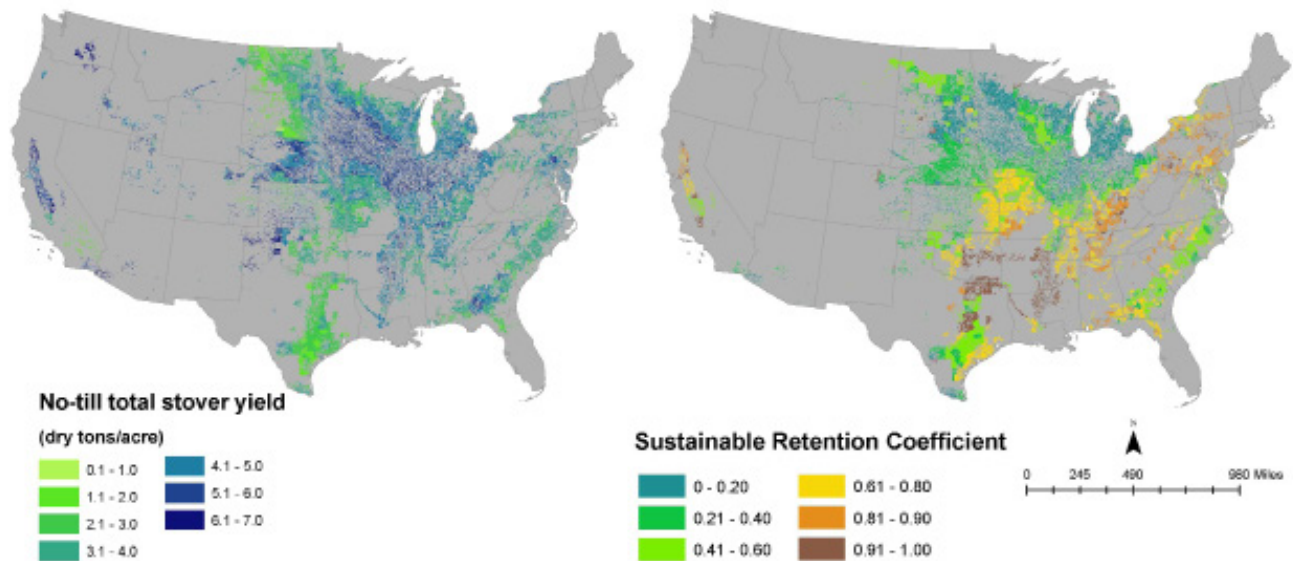 No-till total stover yield
(dry tons/acre)
0.1 - 1.0
1.1 - 2.0
2.1 - 3.0
3.1 - 4.0
4.1 - 5.0
5.1 - 6.0
6.1 - 7.0
Sustainable Retention Coefficient
0 - 0.20
0.21 - 0.40
0.41 - 0.60
0.61 - 0.80
0.81 - 0.90
0.91 - 1.00
N
0 245 490 980 Miles